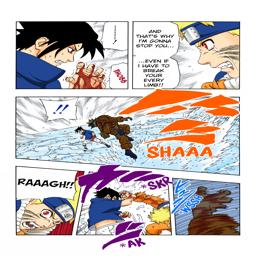 ...
AND
THAT'S WHY
I'M GONNA
STOP YOU...
...EVEN IF
I HAVE TO
BREAK
YOUR
EVERY
LIMB!!
!!
SHAAA
RAAAGH!!
*SKR
*AK